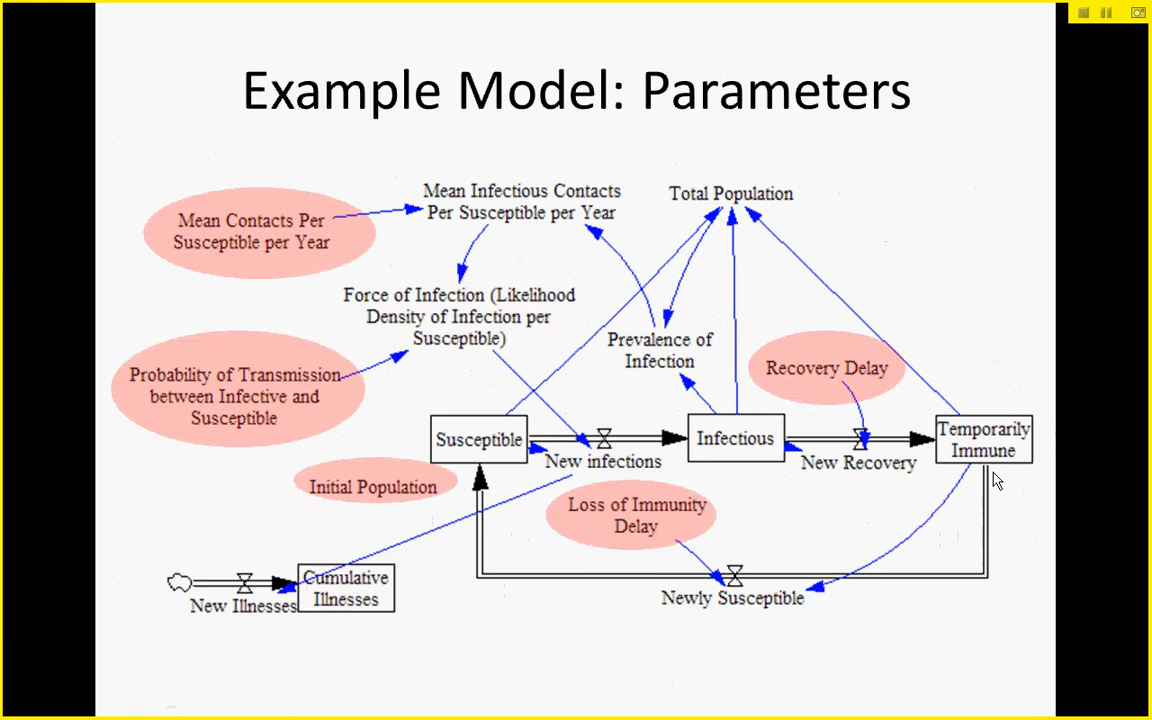 Example Model: Parameters
Mean Infectious Contacts
Per Susceptible per Year
Total Population
Mean Contacts Per
Susceptible per Year
Force of Infection (Likelihood
Density of Infection per
Susceptible)
Prevalence of
Infection
Recovery Delay
Probability of Transmission
between Infective and
Susceptible
Susceptible
Infectious
Temporarily
Immune
New infections
New Recovery
Initial Population
Loss of Immunity
Delay
Cumulative
Illnesses
New Illnesses
Newly Susceptible